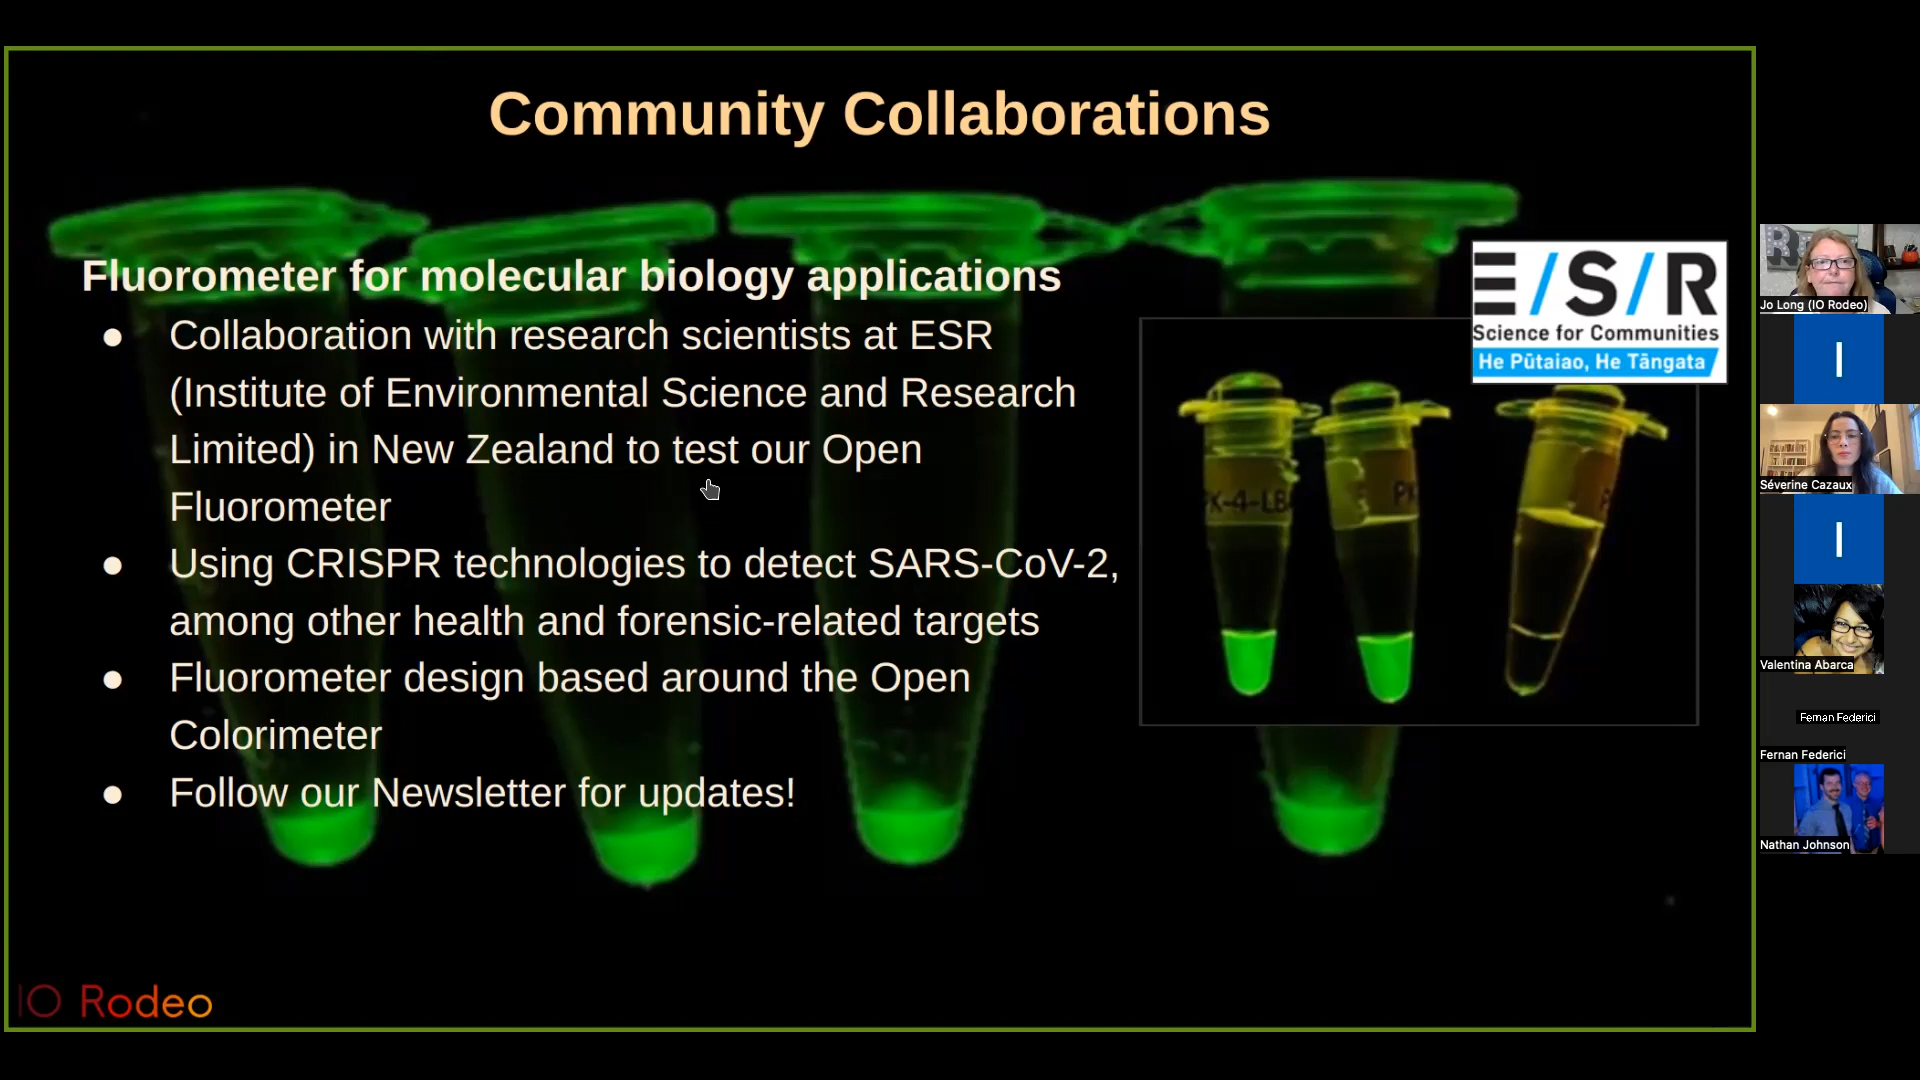 Community Collaborations
Fluorometer for molecular biology applications
● Collaboration with research scientists at ESR
(Institute of Environmental Science and Research
Limited) in New Zealand to test our Open
Fluorometer
● Using CRISPR technologies to detect SARS-CoV-2,
among other health and forensic-related targets
● Fluorometer design based around the Open
Colorimeter
● Follow our Newsletter for updates!
E/S/R
Science for Communities
He Pūtaiao, He Tāngata
PK-4-LB
IO Rodeo
Jo Long (IO Rodeo)
I
Séverine Cazaux
I
Valentina Abarca
Fernan Federici
Fernan Federici
Nathan Johnson